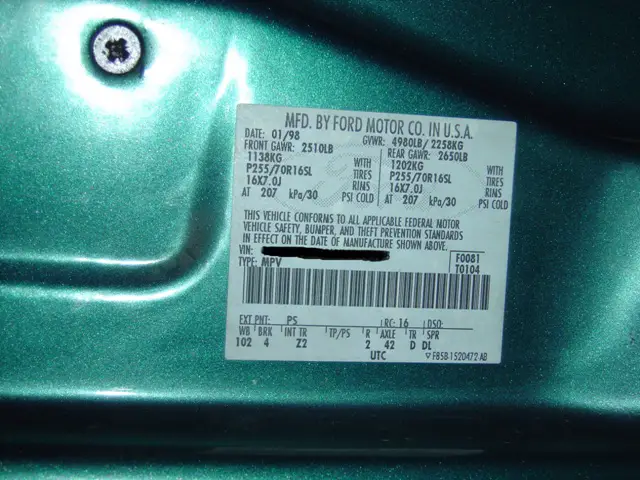 MFD. BY FORD MOTOR CO. IN U.S.A.
DATE: 01/98 GVWR: 4980LB/ 2258KG
FRONT GAWR: 2510LB REAR GAWR: 2650LB
1138KG WITH 1202KG WITH
P255/70R16SL TIRES P255/70R16SL TIRES
16X7.0J RIMS 16X7.0J RIMS
AT 207 kPa/30 PSI COLD AT 207 kPa/30 PSI COLD
THIS VEHICLE CONFORMS TO ALL APPLICABLE FEDERAL MOTOR
VEHICLE SAFETY, BUMPER, AND THEFT PREVENTION STANDARDS
IN EFFECT ON THE DATE OF MANUFACTURE SHOWN ABOVE.
VIN: F0081
TYPE: MPV T0104
EXT PNT: PS RC: 16 DSO:
WB BRK INT TR TP/PS R AXLE TR SPR
102 4 Z2 2 42 D DL
UTC F85B-1520472-AB